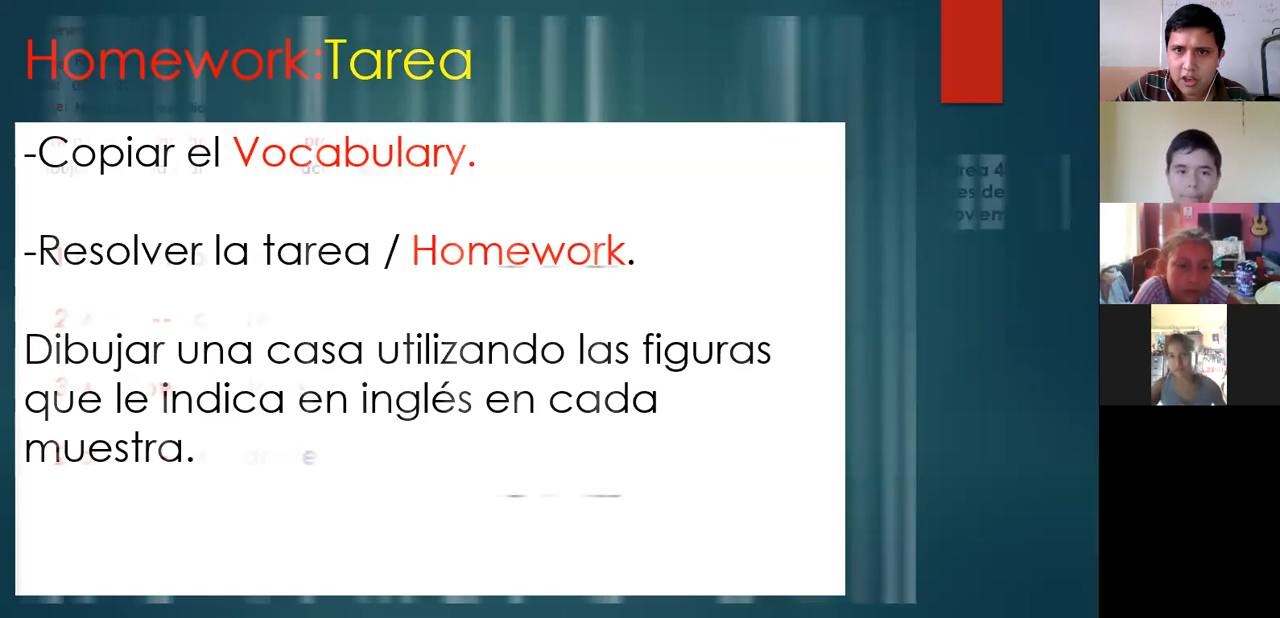 Homework:Tarea
-Copiar el Vocabulary.
-Resolver la tarea / Homework.
Dibujar una casa utilizando las figuras
que le indica en inglés en cada
muestra.